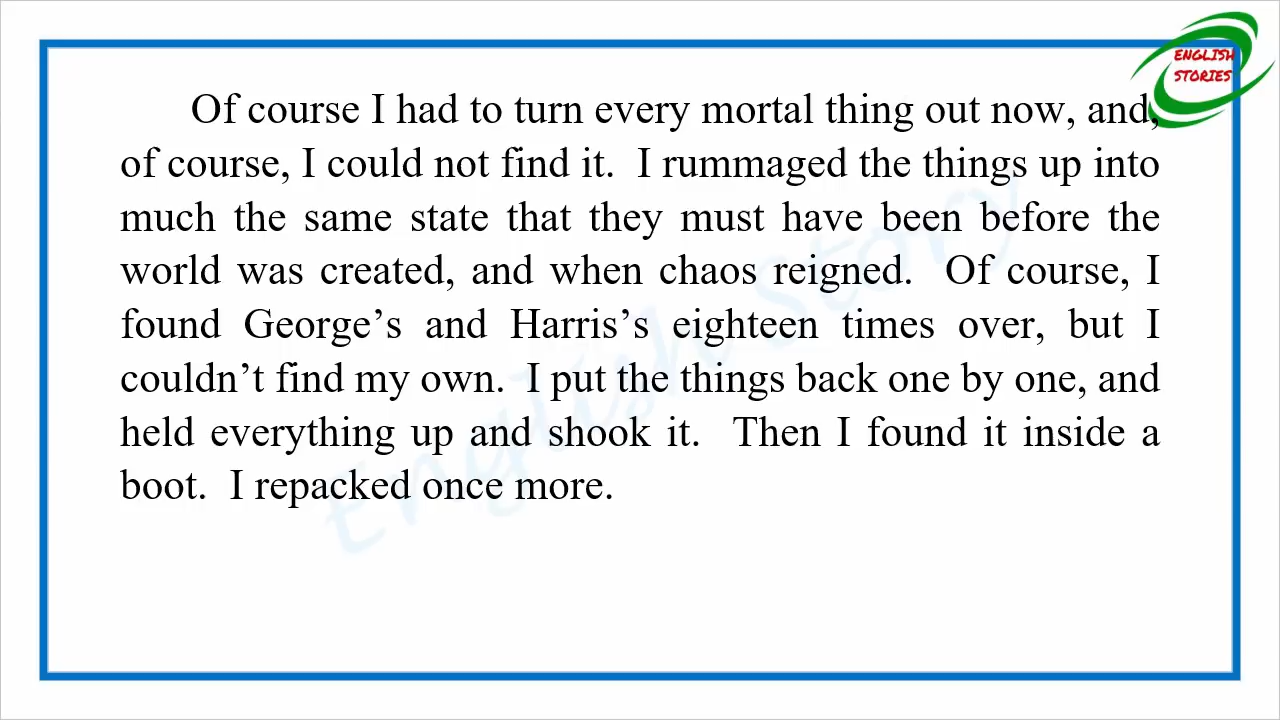 ENGLISH
STORIES
Of course I had to turn every mortal thing out now, and,
of course, I could not find it.  I rummaged the things up into
much the same state that they must have been before the
world was created, and when chaos reigned.  Of course, I
found George’s and Harris’s eighteen times over, but I
couldn’t find my own.  I put the things back one by one, and
held everything up and shook it.  Then I found it inside a
boot.  I repacked once more.
English Story